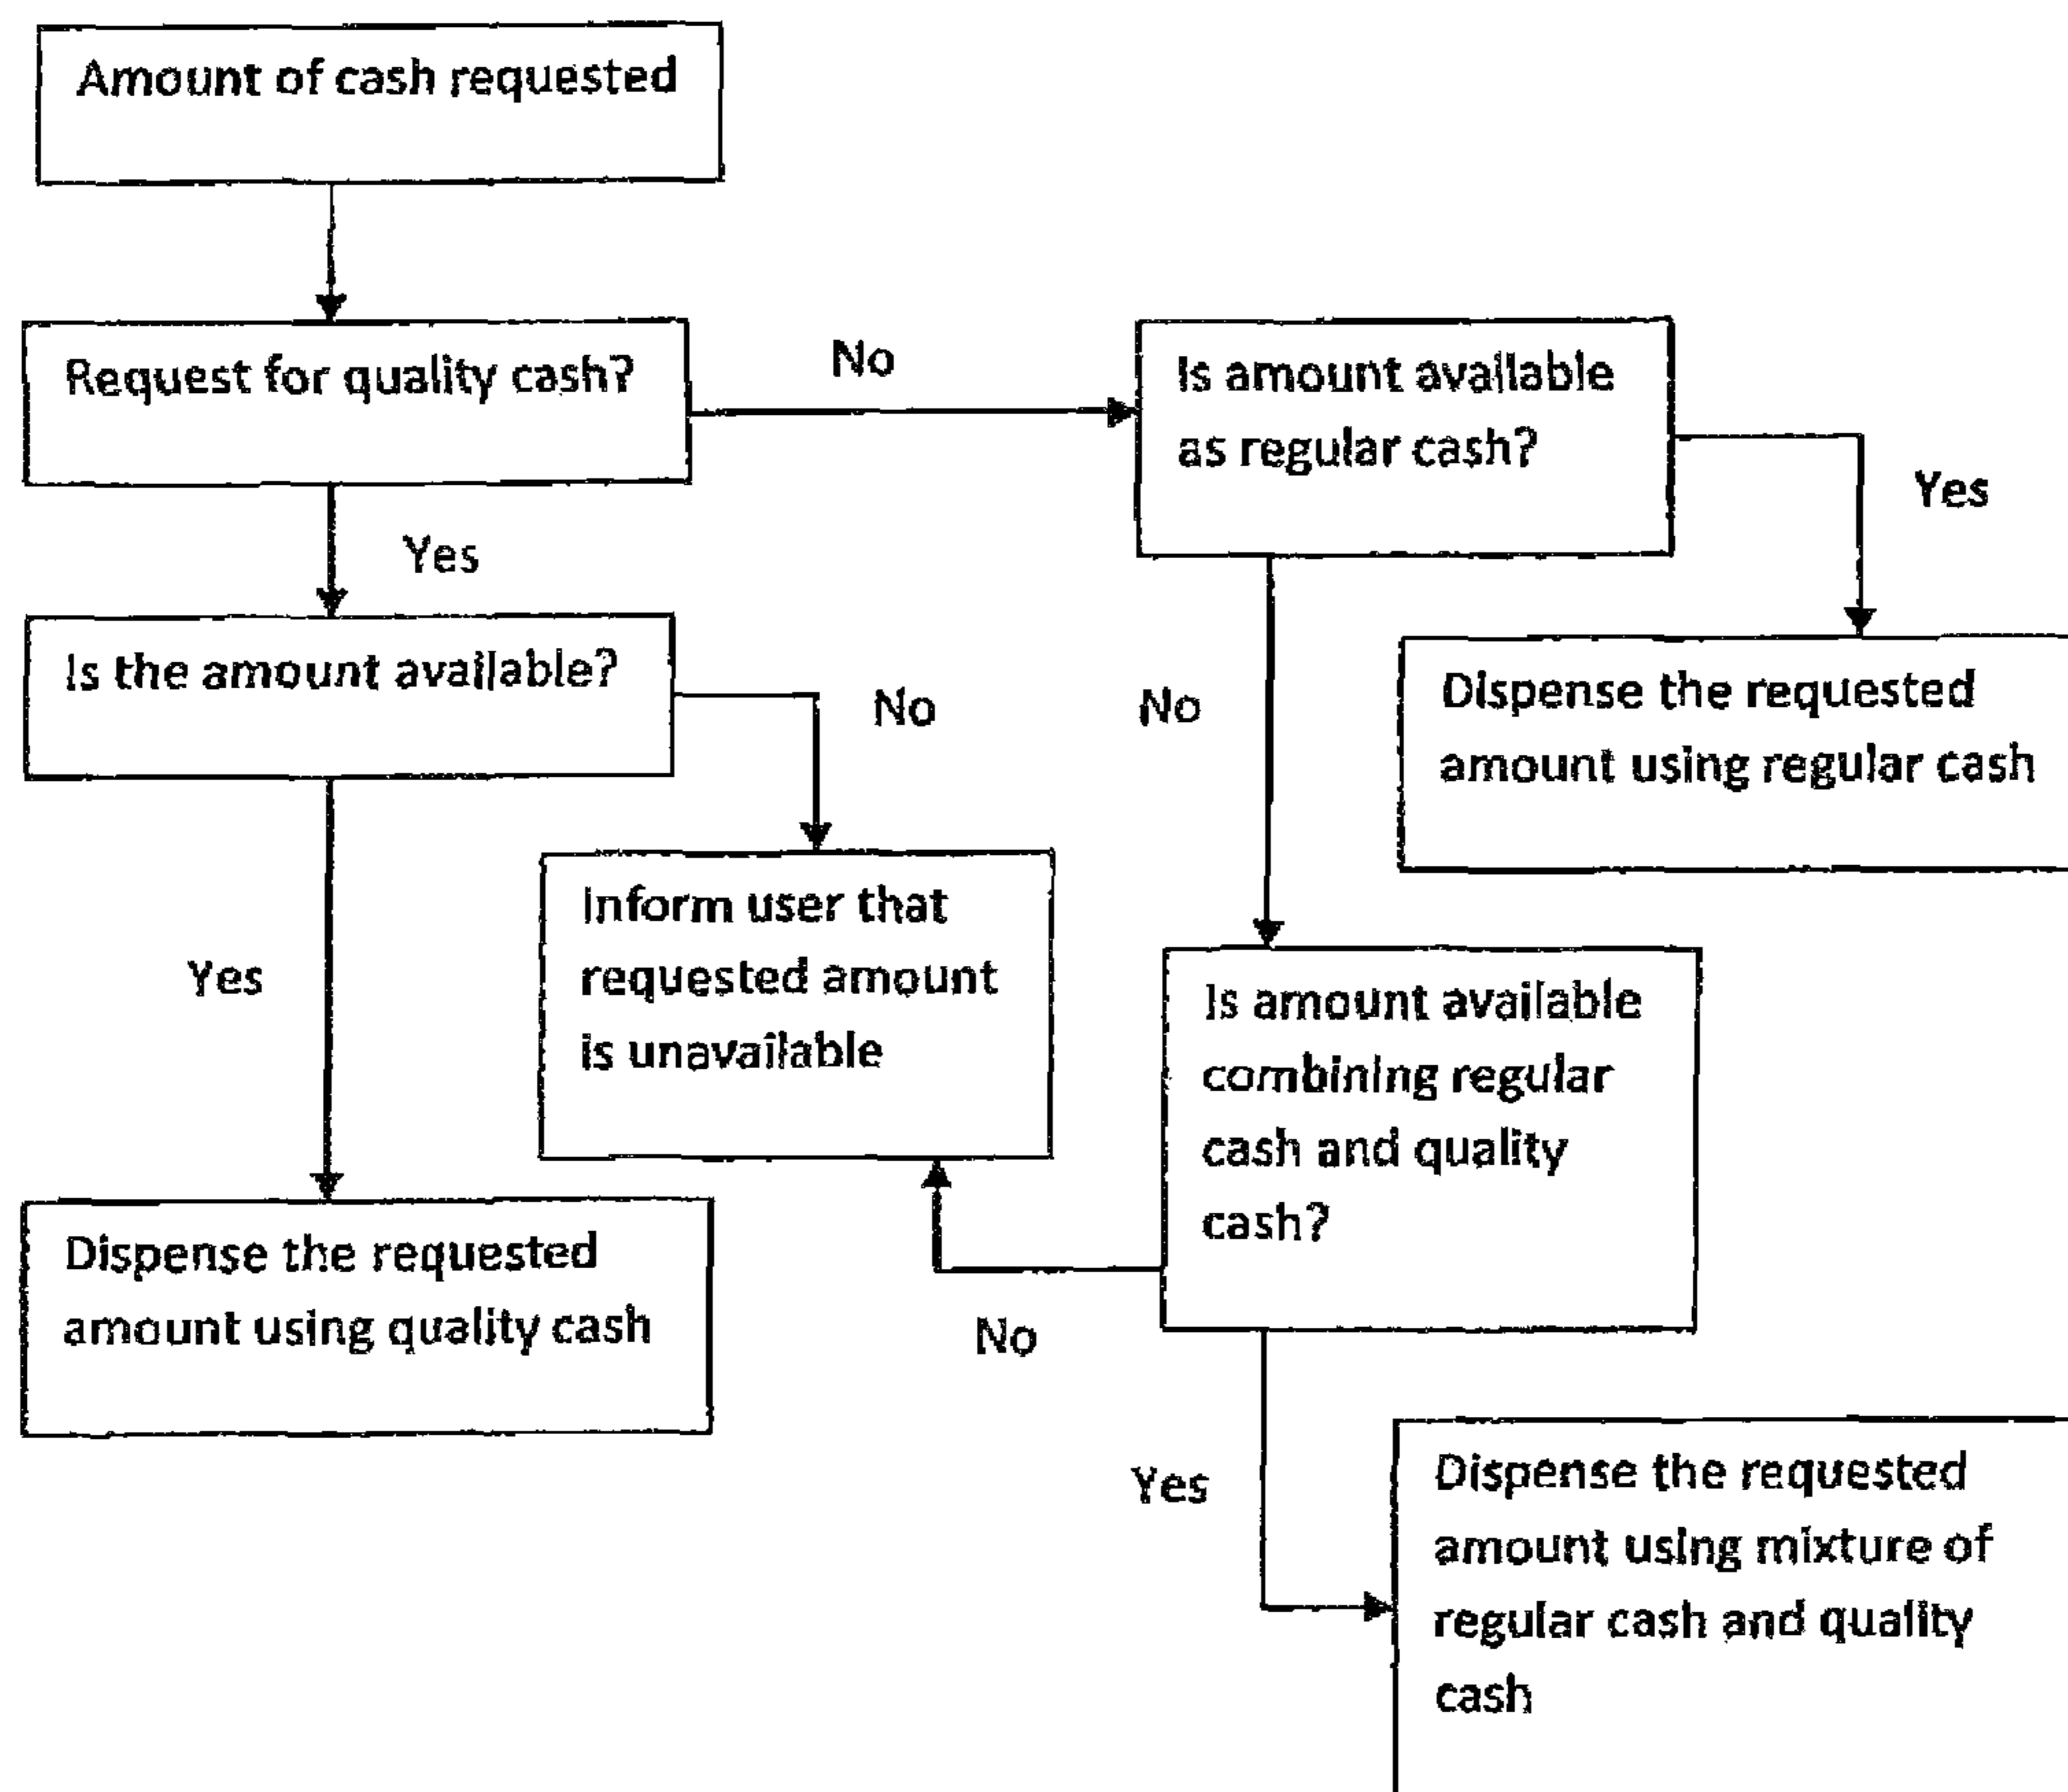 Amount of cash requested
Request for quality cash?
No
Is amount available
as regular cash?
Yes
Yes
Is the amount available?
No
No
Dispense the requested
amount using regular cash
Inform user that
requested amount
is unavailable
Yes
Is amount available
combining regular
cash and quality
cash?
Dispense the requested
amount using quality cash
No
Yes
Dispense the requested
amount using mixture of
regular cash and quality
cash